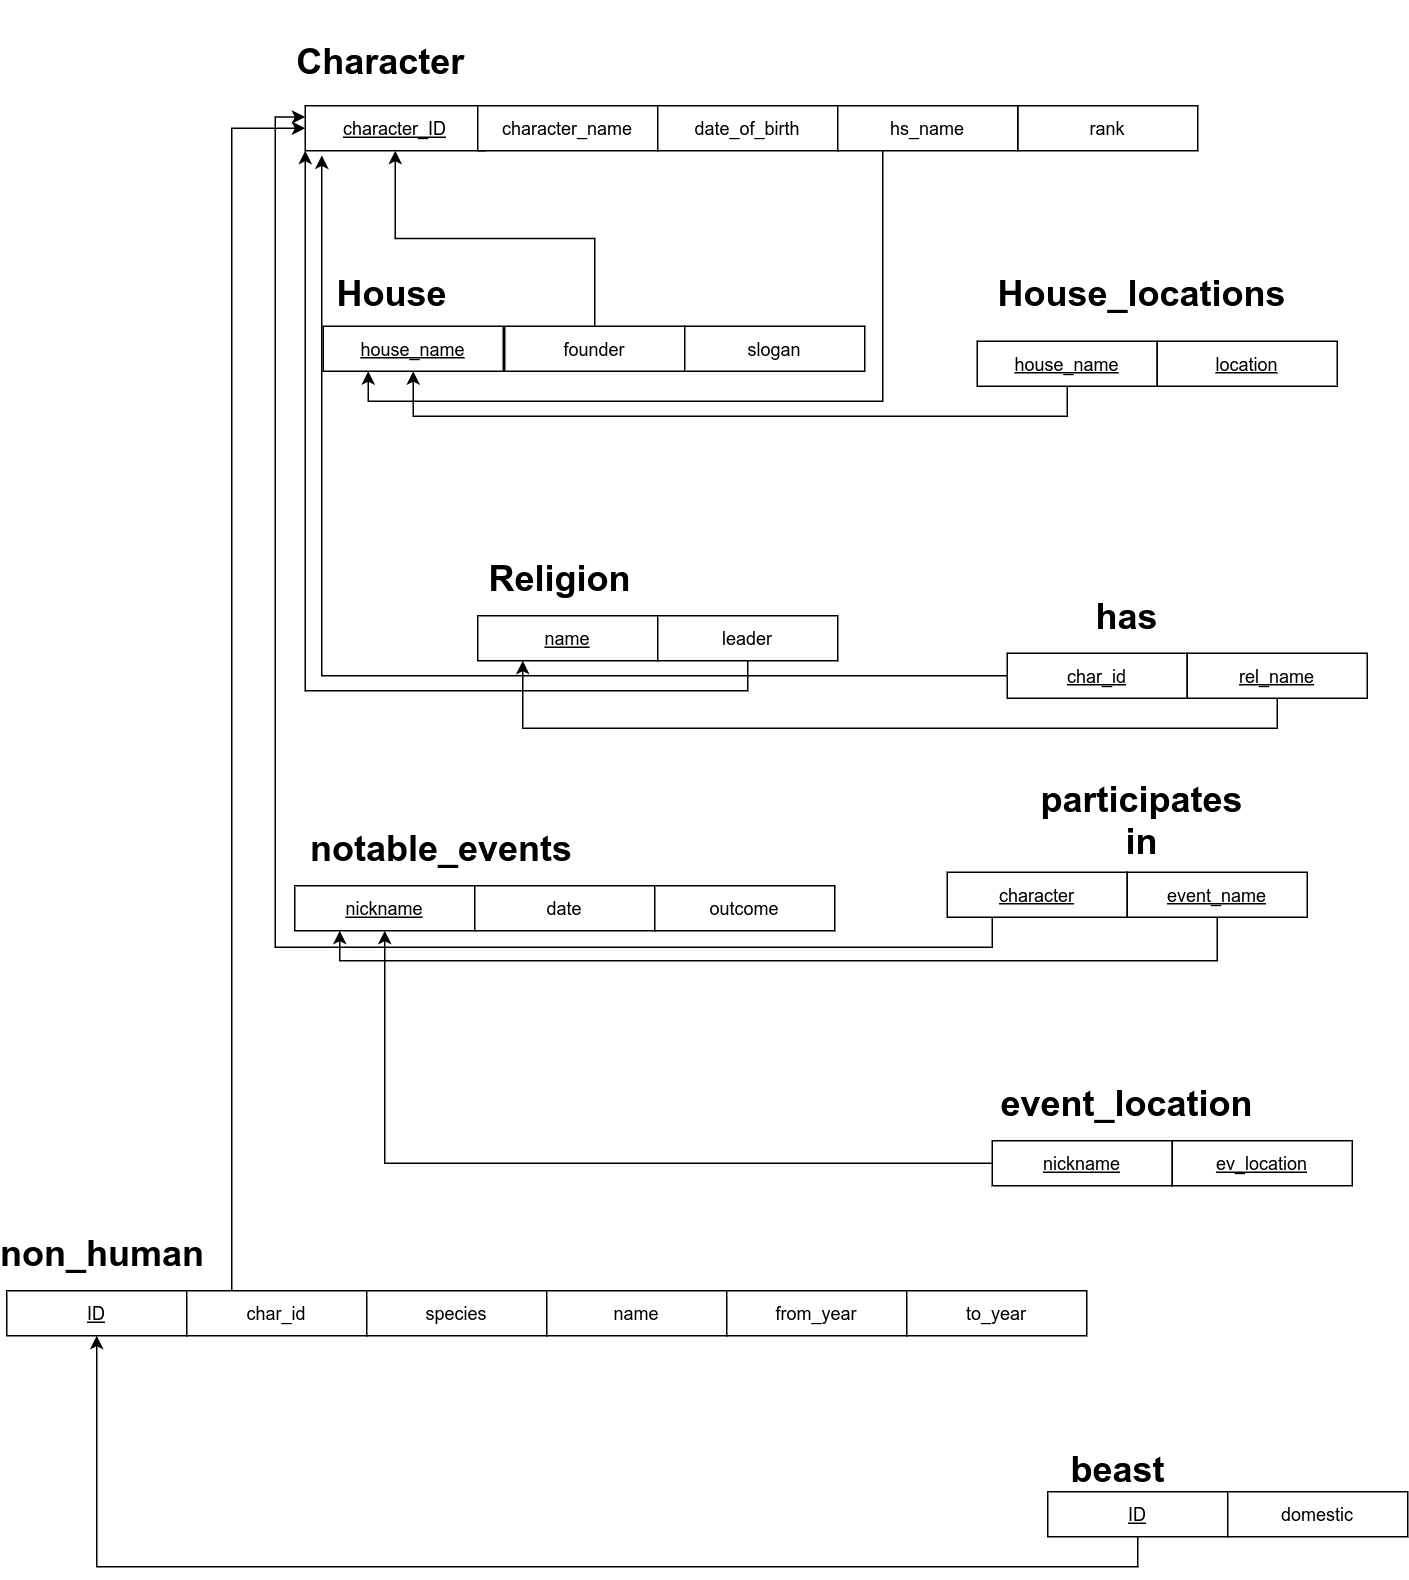 Character
character_ID character_name date_of_birth hs_name rank
House
house_name founder slogan
House_locations
house_name location
Religion
name leader
has
char_id rel_name
participates
in
character event_name
notable_events
nickname date outcome
event_location
nickname ev_location
non_human
ID char_id species name from_year to_year
beast
ID domestic